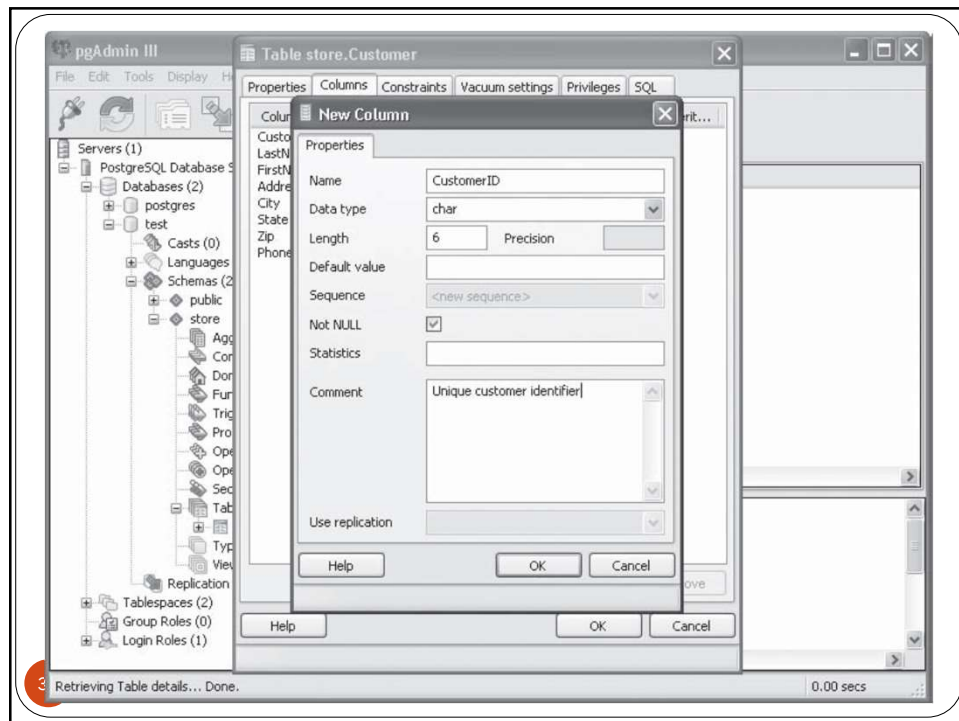 pgAdmin III
File Edit Tools Display
Servers (1)
PostgreSQL Database
Databases (2)
postgres
test
Casts (0)
Languages
Schemas (2
public
store
Replication
Tablespaces (2)
Group Roles (0)
Login Roles (1)
Retrieving Table details... Done.
0.00 secs
Table store.Customer
Properties Columns Constraints Vacuum settings Privileges SQL
City
State
Zip
Phone
Help
OK
Cancel
New Column
Properties
Name CustomerID
Data type char
Length 6 Precision
Default value
Sequence <new sequence>
Not NULL
Statistics
Comment Unique customer identifier
Use replication
Help
OK
Cancel